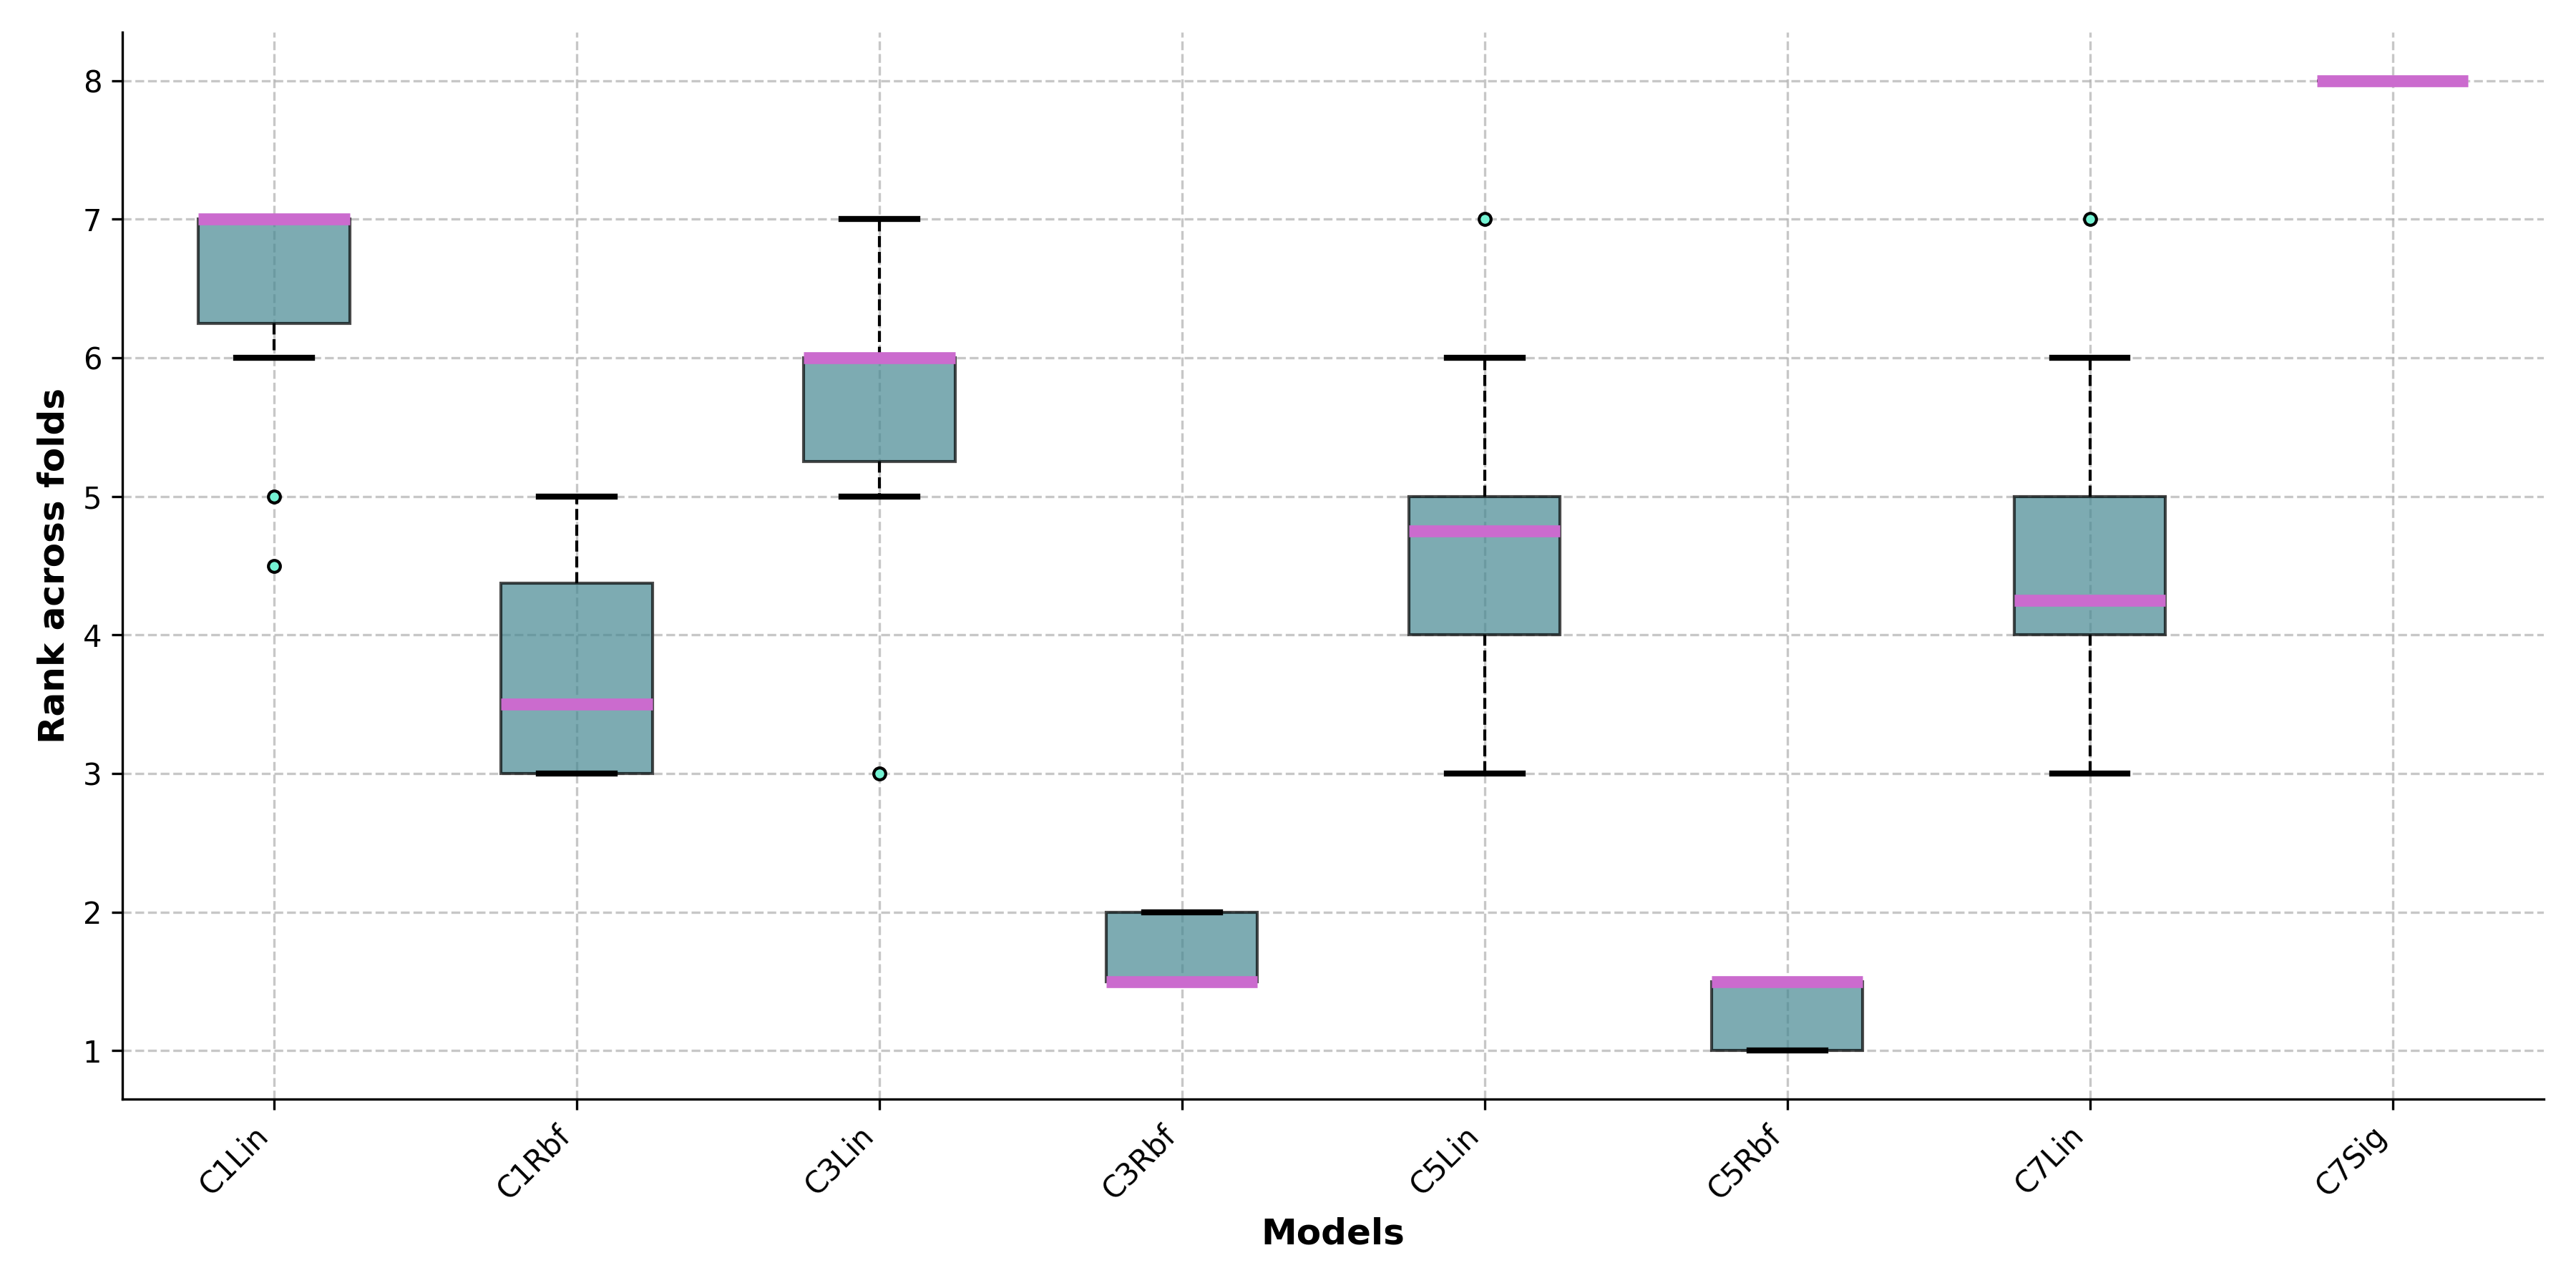 Rank across folds
8
7
6
5
4
3
2
1
C1Lin
C1Rbf
C3Lin
C3Rbf
C5Lin
C5Rbf
C7Lin
C7Sig
Models